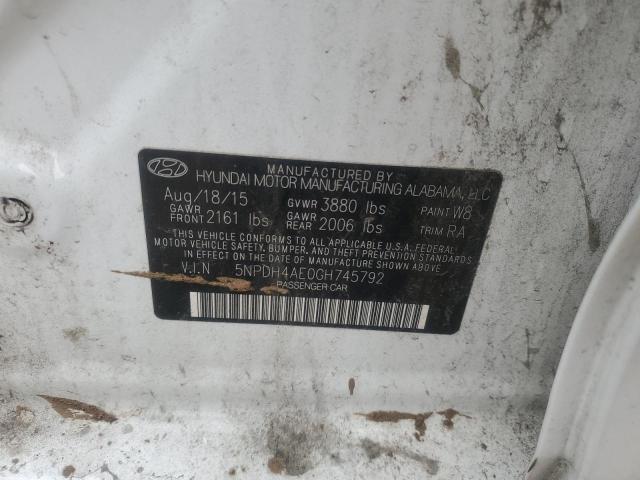 MANUFACTURED BY
HYUNDAI MOTOR MANUFACTURING ALABAMA, LLC
Aug/18/15 GVWR 3880 lbs PAINT W8
GAWR FRONT 2161 lbs GAWR REAR 2006 lbs TRIM RA
THIS VEHICLE CONFORMS TO ALL APPLICABLE U.S.A. FEDERAL
MOTOR VEHICLE SAFETY, BUMPER, AND THEFT PREVENTION STANDARDS
IN EFFECT ON THE DATE OF MANUFACTURE SHOWN ABOVE.
V.I.N 5NPDH4AE0GH745792
PASSENGER CAR